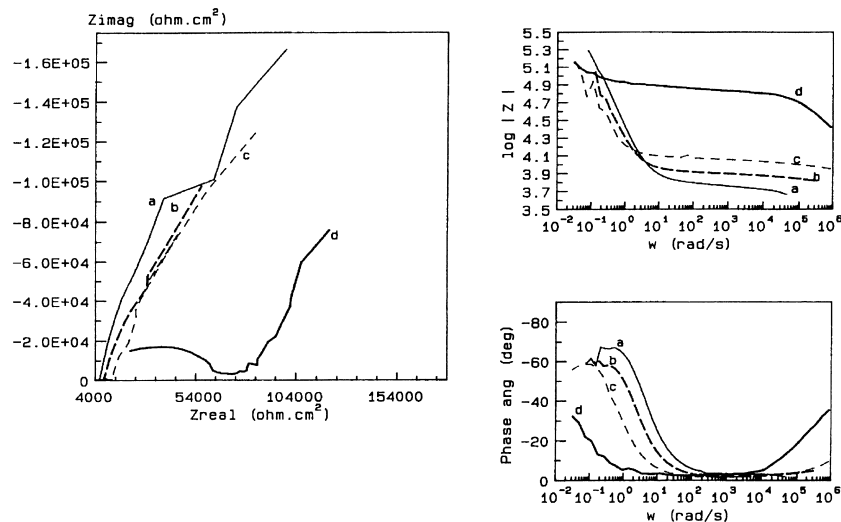 Zimag (ohm.cm²)
-1.6E+05
-1.4E+05
-1.2E+05
-1.0E+05
-8.0E+04
-6.0E+04
-4.0E+04
-2.0E+04
0
4000 54000 104000 154000
Zreal (ohm.cm²)
a
b
c
d
log |Z|
5.5
5.1
4.7
4.3
3.9
3.5
5.3
4.9
4.5
4.1
3.7
d
c
b
a
10⁻² 10⁻¹ 10⁰ 10¹ 10² 10³ 10⁴ 10⁵ 10⁶
w (rad/s)
Phase ang (deg)
-80
-60
-40
-20
0
a
b
c
d
10⁻² 10⁻¹ 10⁰ 10¹ 10² 10³ 10⁴ 10⁵ 10⁶
w (rad/s)